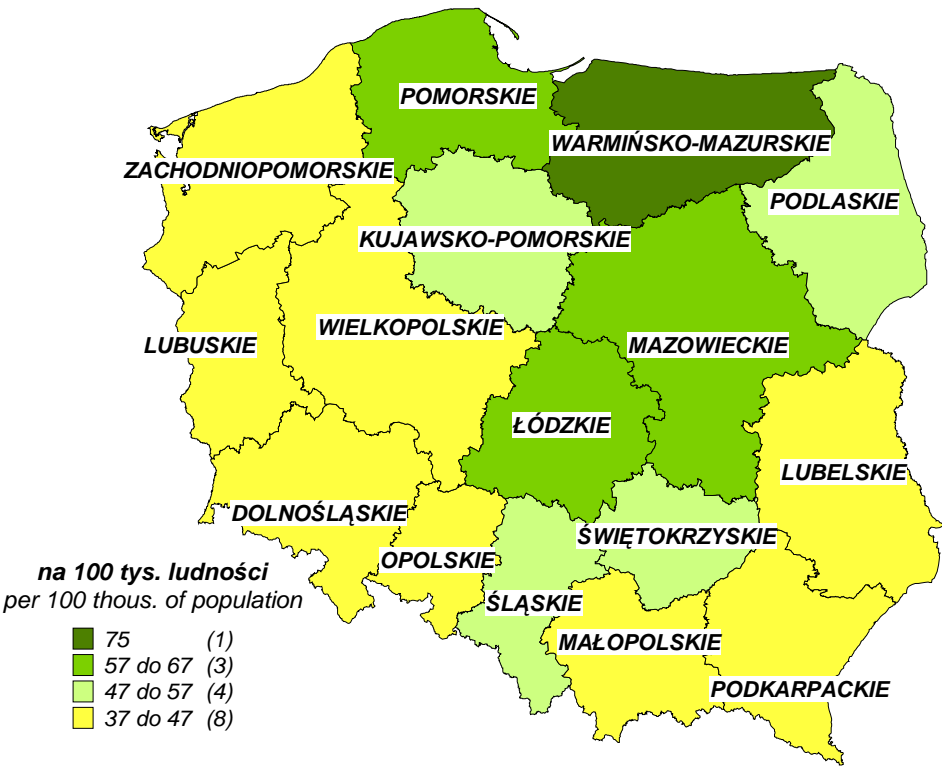 POMORSKIE
WARMIŃSKO-MAZURSKIE
ZACHODNIOPOMORSKIE
PODLASKIE
KUJAWSKO-POMORSKIE
WIELKOPOLSKIE
LUBUSKIE
MAZOWIECKIE
ŁÓDZKIE
LUBELSKIE
DOLNOŚLĄSKIE
ŚWIĘTOKRZYSKIE
OPOLSKIE
ŚLĄSKIE
MAŁOPOLSKIE
PODKARPACKIE
na 100 tys. ludności
per 100 thous. of population
75 (1)
57 do 67 (3)
47 do 57 (4)
37 do 47 (8)